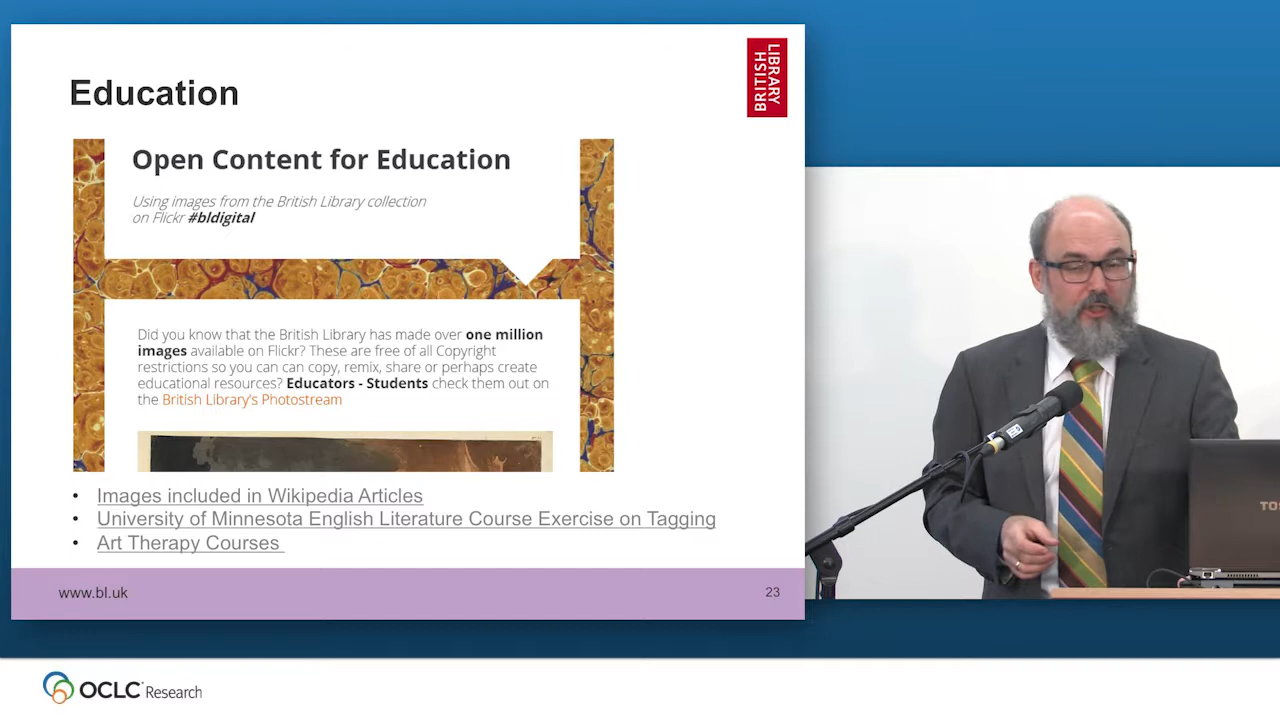 Education
LIBRARY
BRITISH
Open Content for Education
Using images from the British Library collection
on Flickr #bldigital
Did you know that the British Library has made over one million
images available on Flickr? These are free of all Copyright
restrictions so you can can copy, remix, share or perhaps create
educational resources? Educators - Students check them out on
the British Library's Photostream
• Images included in Wikipedia Articles
• University of Minnesota English Literature Course Exercise on Tagging
• Art Therapy Courses
www.bl.uk
23
OCLC Research